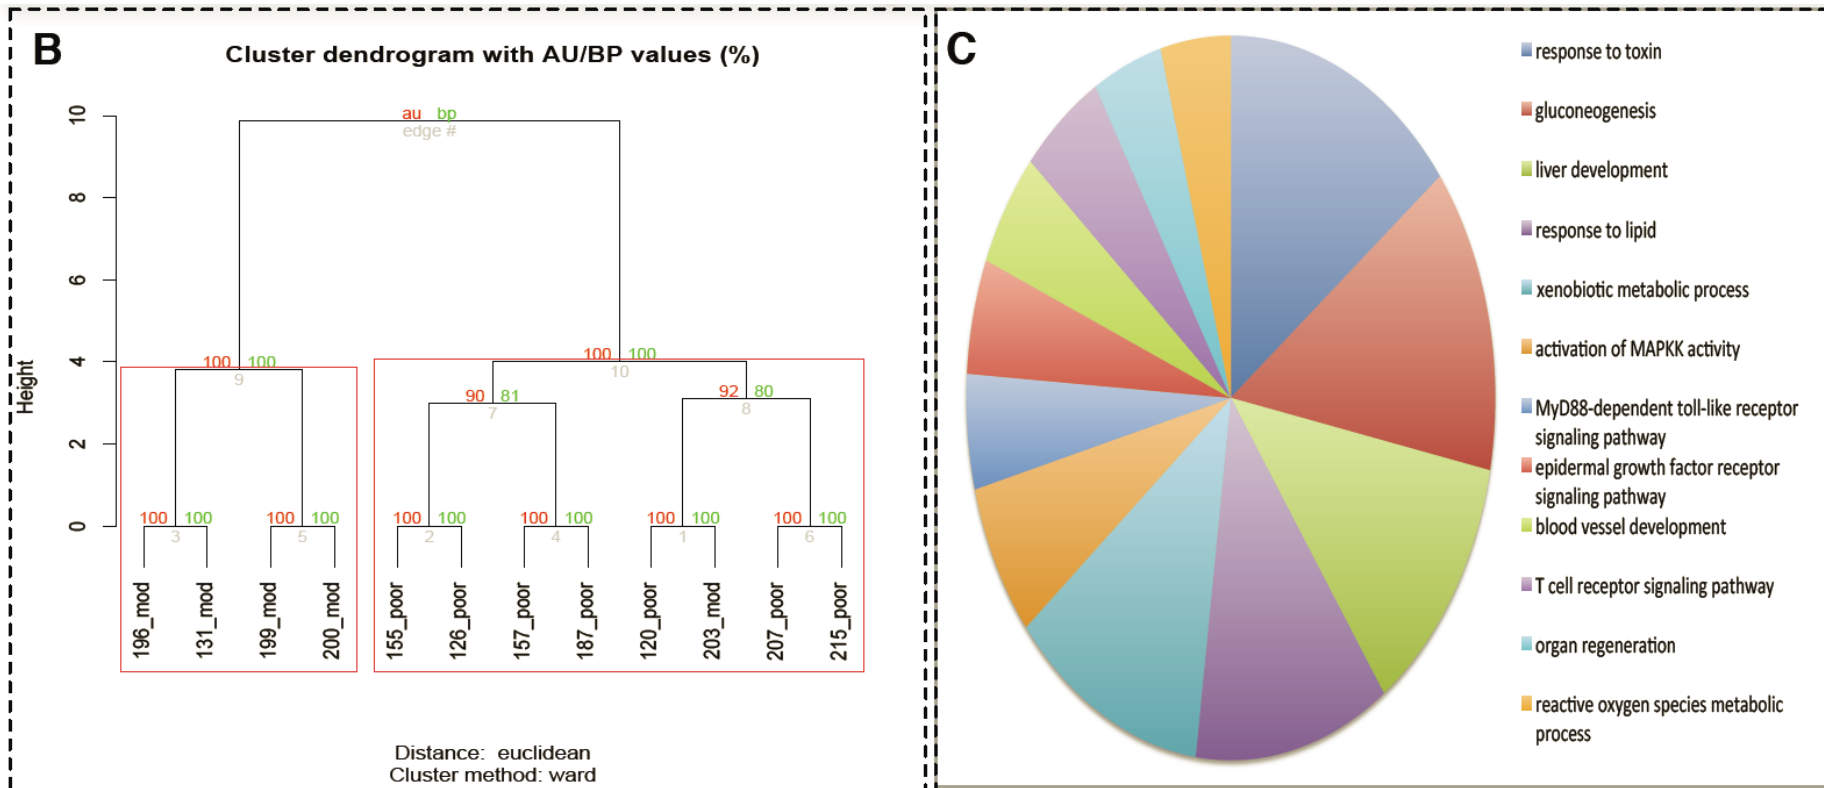 B
Cluster dendrogram with AU/BP values (%)
au bp
edge #
10
8
6
4
2
0
Height
100 100
9
100 100
10
90 81
7
92 80
8
100 100
3
100 100
5
100 100
2
100 100
4
100 100
1
100 100
6
196_mod
131_mod
199_mod
200_mod
155_poor
126_poor
157_poor
187_poor
120_poor
203_mod
207_poor
215_poor
Distance: euclidean
Cluster method: ward
C
response to toxin
gluconeogenesis
liver development
response to lipid
xenobiotic metabolic process
activation of MAPKK activity
MyD88-dependent toll-like receptor
signaling pathway
epidermal growth factor receptor
signaling pathway
blood vessel development
T cell receptor signaling pathway
organ regeneration
reactive oxygen species metabolic
process